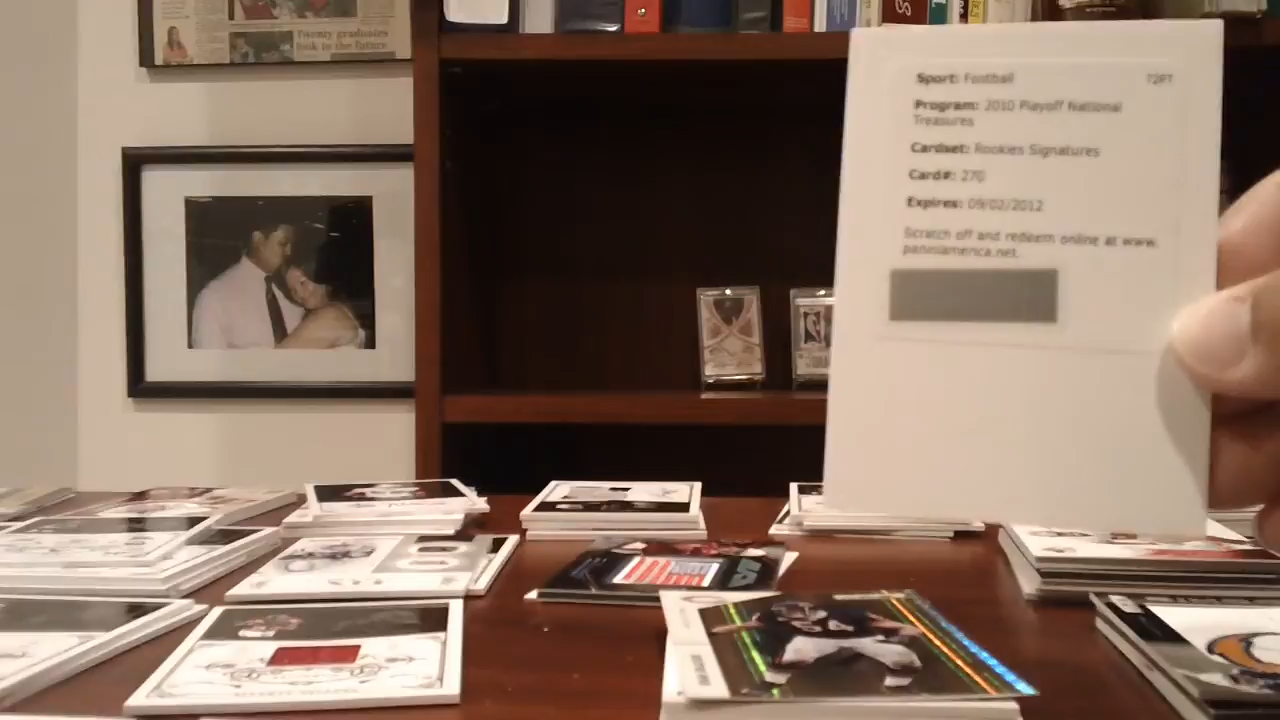 Twenty graduates
look to the future
Sport: Football 72PT
Program: 2010 Playoff National
Treasures
Cardset: Rookies Signatures
Card#: 270
Expires: 09/02/2012
Scratch off and redeem online at www.
paniniamerica.net.